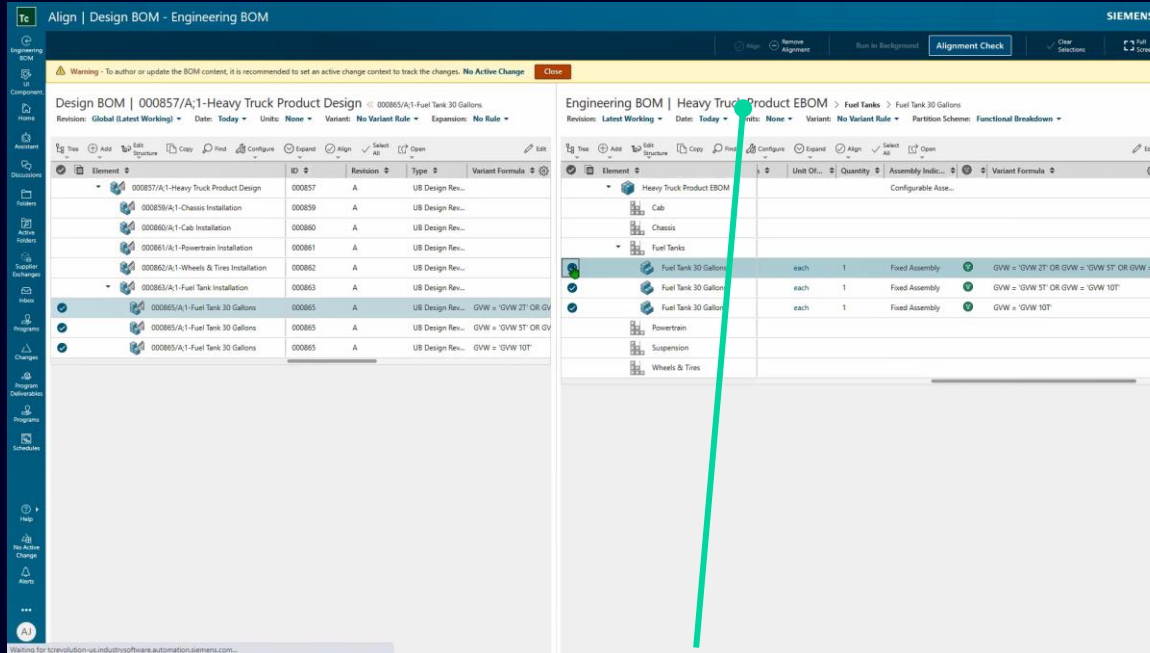 Tc Align | Design BOM - Engineering BOM SIEMENS
Align Remove Alignment Run in Background Alignment Check Clear Selections Full Scree
Warning - To author or update the BOM content, it is recommended to set an active change context to track the changes. No Active Change Close
Engineering BOM
UI Component.
Home
Assistant
Discussions
Folders
Active Folders
Supplier Exchanges
Inbox
Programs
Changes
Program Deliverables
Programs
Schedules
Help
No Active Change
Alerts
AJ
Design BOM | 000857/A;1-Heavy Truck Product Design « 000865/A;1-Fuel Tank 30 Gallons
Revision: Global (Latest Working) Date: Today Units: None Variant: No Variant Rule Expansion: No Rule
Tree Add Edit Structure Copy Find Configure Expand Align Select All Open Edit
Element ID Revision Type Variant Formula
000857/A;1-Heavy Truck Product Design 000857 A UB Design Rev...
000859/A;1-Chassis Installation 000859 A UB Design Rev...
000860/A;1-Cab Installation 000860 A UB Design Rev...
000861/A;1-Powertrain Installation 000861 A UB Design Rev...
000862/A;1-Wheels & Tires Installation 000862 A UB Design Rev...
000863/A;1-Fuel Tank Installation 000863 A UB Design Rev...
000865/A;1-Fuel Tank 30 Gallons 000865 A UB Design Rev... GVW = 'GVW 2T' OR GV
000865/A;1-Fuel Tank 30 Gallons 000865 A UB Design Rev... GVW = 'GVW 5T' OR GV
000865/A;1-Fuel Tank 30 Gallons 000865 A UB Design Rev... GVW = 'GVW 10T'
Engineering BOM | Heavy Truck Product EBOM > Fuel Tanks > Fuel Tank 30 Gallons
Revision: Latest Working Date: Today Units: None Variant: No Variant Rule Partition Scheme: Functional Breakdown
Tree Add Edit Structure Copy Find Configure Expand Align Select All Open Ed
Element Unit Of... Quantity Assembly Indic... Variant Formula
Heavy Truck Product EBOM Configurable Asse...
Cab
Chassis
Fuel Tanks
Fuel Tank 30 Gallons each 1 Fixed Assembly GVW = 'GVW 2T' OR GVW = 'GVW 5T' OR GVW =
Fuel Tank 30 Gallons each 1 Fixed Assembly GVW = 'GVW 5T' OR GVW = 'GVW 10T'
Fuel Tank 30 Gallons each 1 Fixed Assembly GVW = 'GVW 10T'
Powertrain
Suspension
Wheels & Tires
Waiting for tcrevolution-us.industrysoftware.automation.siemens.com...